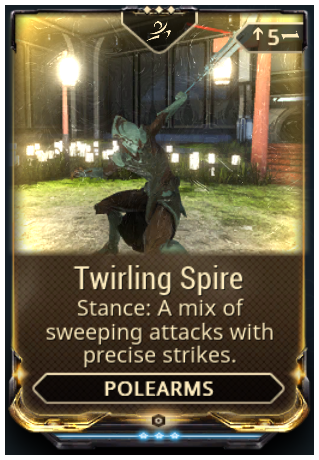 ↑5
Twirling Spire
Stance: A mix of
sweeping attacks with
precise strikes.
POLEARMS